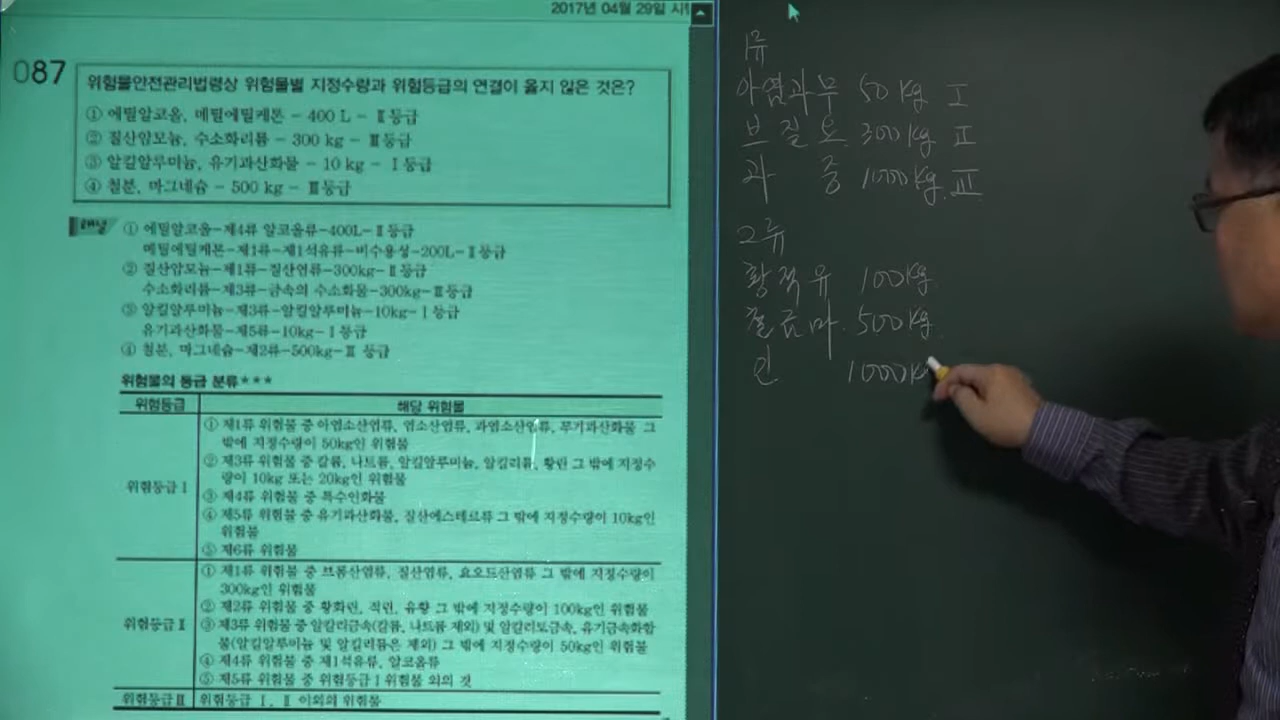 2017년 04월 29일 시
087
위험물안전관리법령상 위험물별 지정수량과 위험등급의 연결이 옳지 않은 것은?
① 에틸알코올, 메틸에틸케톤 - 400 L - Ⅱ등급
② 질산암모늄, 수소화리튬 - 300 kg - Ⅲ등급
③ 알킬알루미늄, 유기과산화물 - 10 kg - Ⅰ등급
④ 철분, 마그네슘 - 500 kg - Ⅲ등급
해설 ① 에틸알코올-제4류 알코올류-400L-Ⅱ등급
메틸에틸케톤-제1류-제1석유류-비수용성-200L-Ⅱ등급
② 질산암모늄-제1류-질산염류-300kg-Ⅱ등급
수소화리튬-제3류-금속의 수소화물-300kg-Ⅲ등급
③ 알킬알루미늄-제3류-알킬알루미늄-10kg-Ⅰ등급
유기과산화물-제5류-10kg-Ⅰ등급
④ 철분, 마그네슘-제2류-500kg-Ⅲ 등급
위험물의 등급 분류***
위험등급 해당 위험물
위험등급Ⅰ
① 제1류 위험물 중 아염소산염류, 염소산염류, 과염소산염류, 무기과산화물 그
밖에 지정수량이 50kg인 위험물
② 제3류 위험물 중 칼륨, 나트륨, 알킬알루미늄, 알킬리튬, 황린 그 밖에 지정수
량이 10kg 또는 20kg인 위험물
③ 제4류 위험물 중 특수인화물
④ 제5류 위험물 중 유기과산화물, 질산에스테르류 그 밖에 지정수량이 10kg인
위험물
⑤ 제6류 위험물
위험등급Ⅱ
① 제1류 위험물 중 브롬산염류, 질산염류, 요오드산염류 그 밖에 지정수량이
300kg인 위험물
② 제2류 위험물 중 황화린, 적린, 유황 그 밖에 지정수량이 100kg인 위험물
③ 제3류 위험물 중 알칼리금속(칼륨, 나트륨 제외) 및 알칼리토금속, 유기금속화합
물(알킬알루미늄 및 알킬리튬은 제외) 그 밖에 지정수량이 50kg인 위험물
④ 제4류 위험물 중 제1석유류, 알코올류
⑤ 제5류 위험물 중 위험등급Ⅰ위험물 외의 것
위험등급Ⅲ 위험등급 Ⅰ, Ⅱ 이외의 위험물
1류
아염과무 50kg Ⅰ
브질요. 300kg Ⅱ
과 중 1000kg. Ⅲ
2류
황적유 100kg
철금마. 500kg
인 1000k